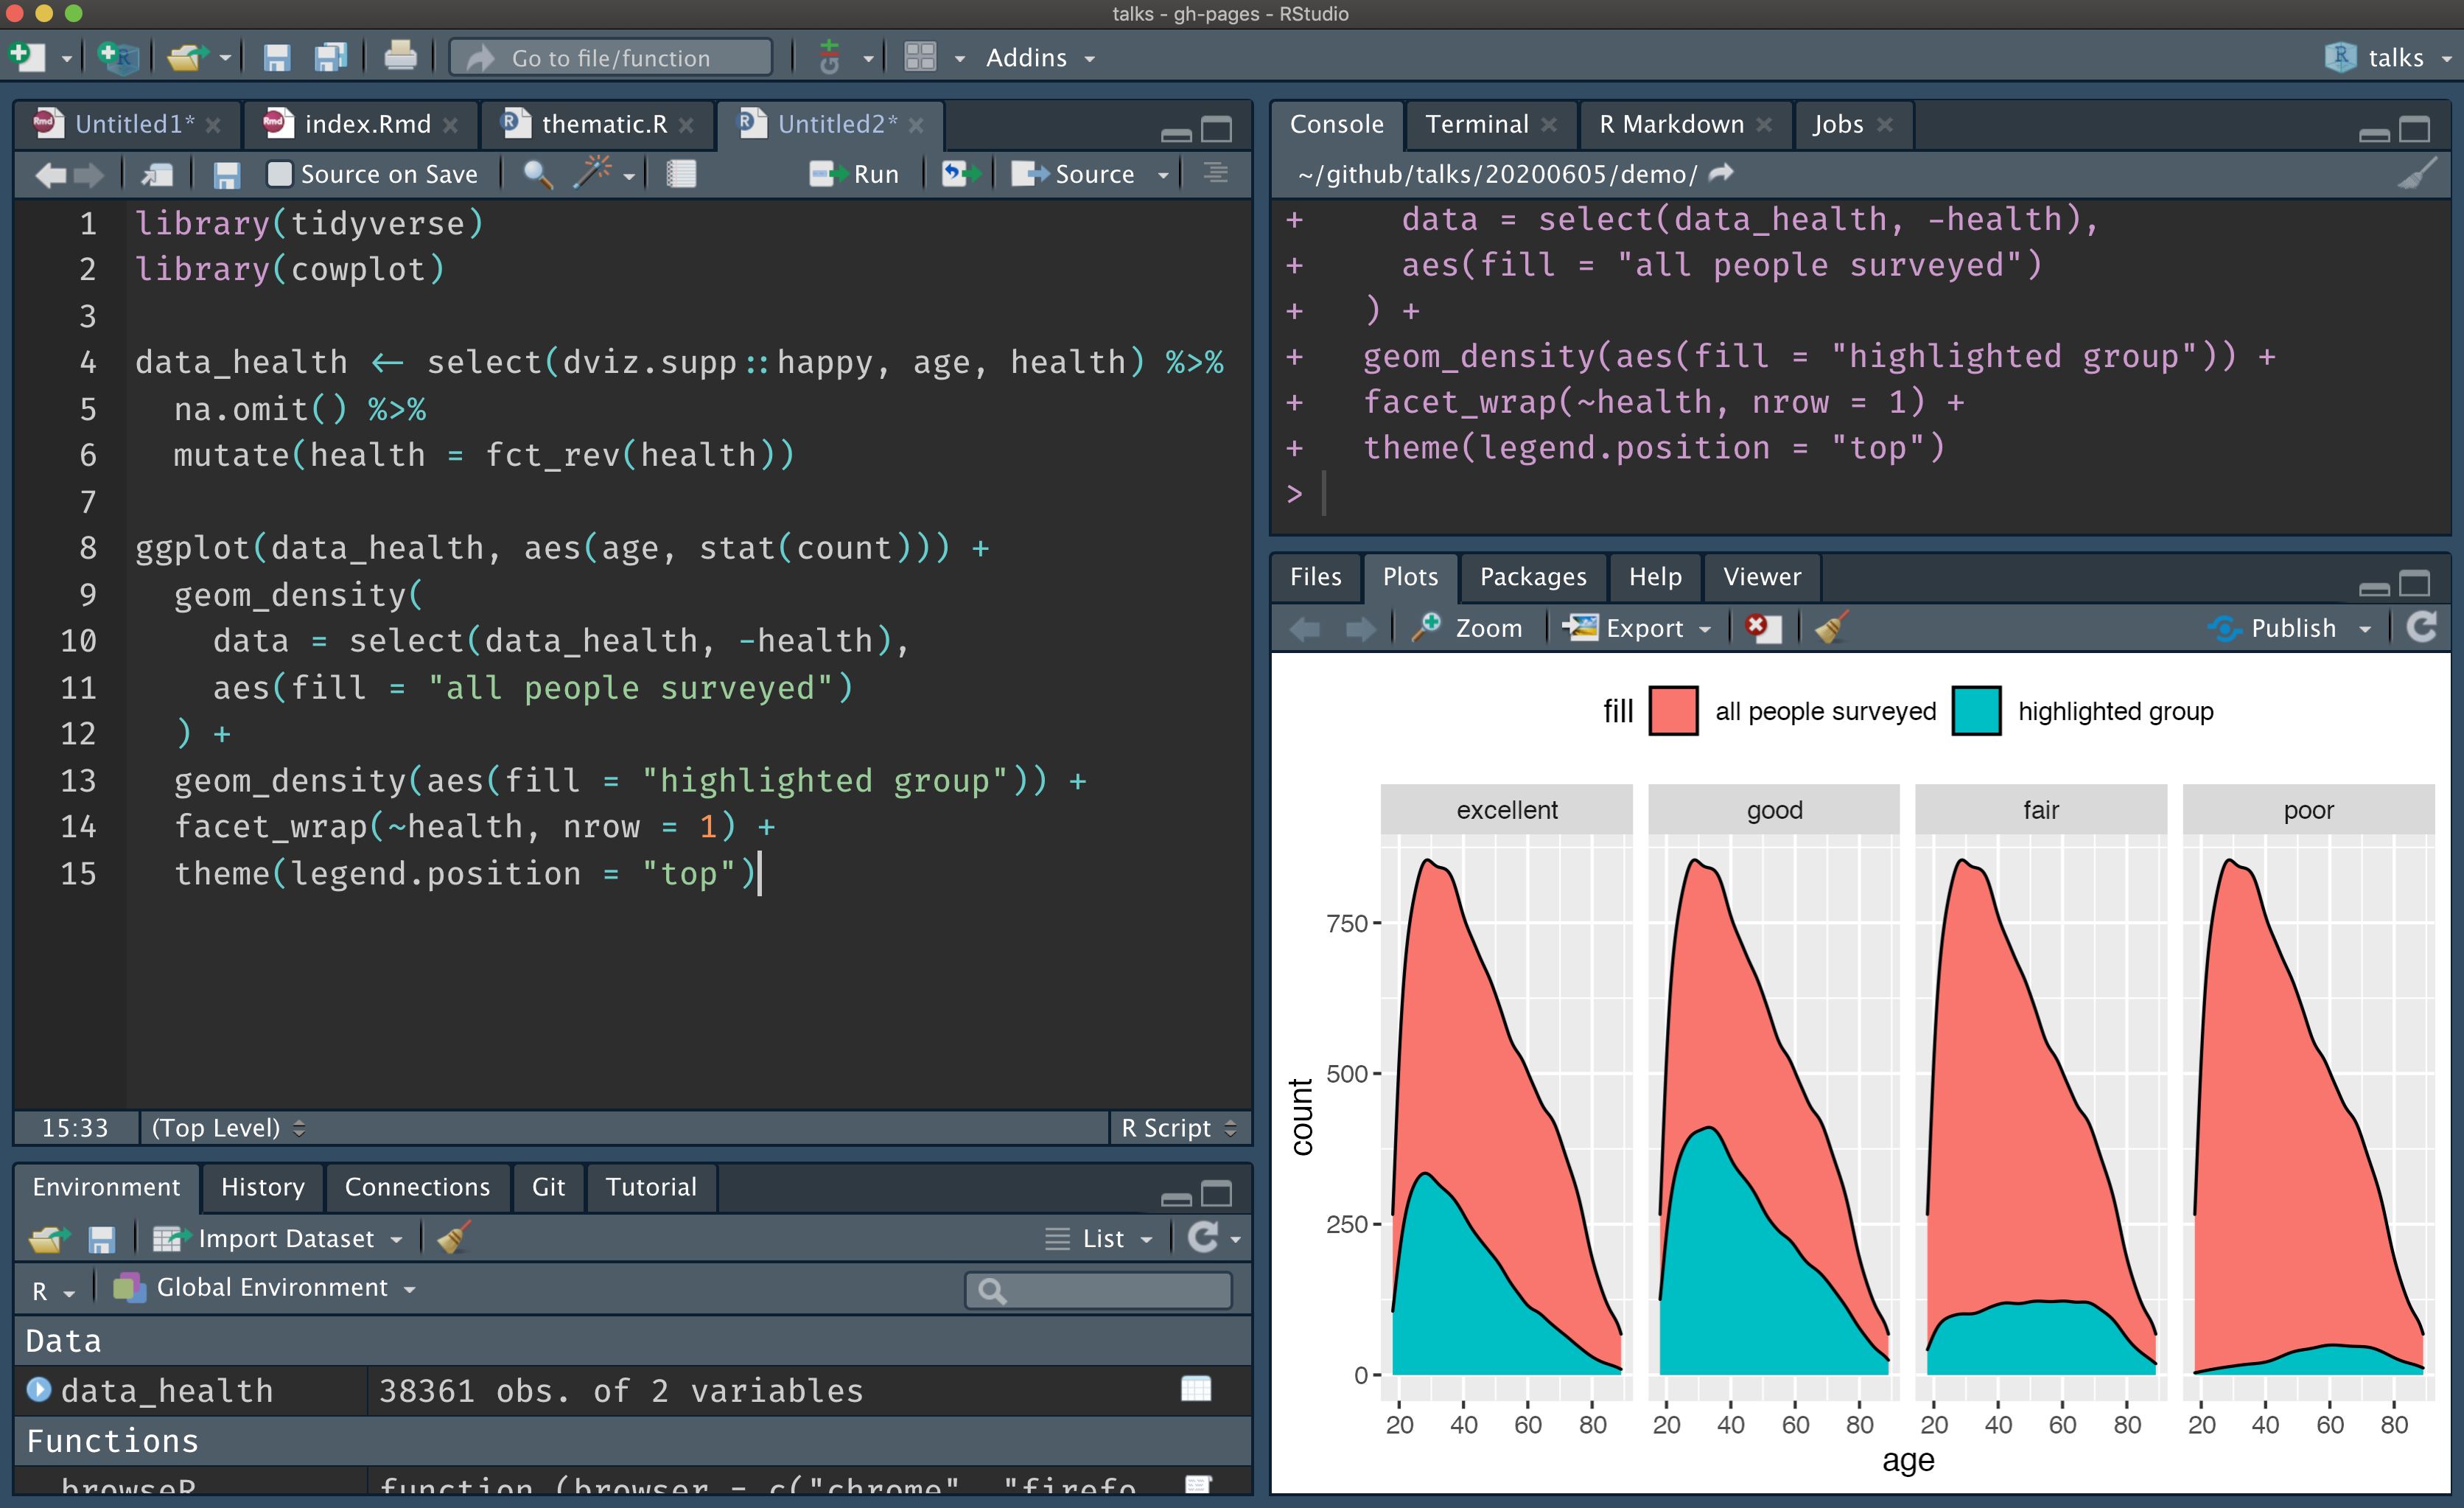 talks - gh-pages - RStudio
Go to file/function
Addins
talks
Untitled1*
index.Rmd
thematic.R
Untitled2*
Source on Save
Run
Source
1 library(tidyverse)
2 library(cowplot)
3
4 data_health <- select(dviz.supp::happy, age, health) %>%
5   na.omit() %>%
6   mutate(health = fct_rev(health))
7
8 ggplot(data_health, aes(age, stat(count))) +
9   geom_density(
10     data = select(data_health, -health),
11     aes(fill = "all people surveyed")
12   ) +
13   geom_density(aes(fill = "highlighted group")) +
14   facet_wrap(~health, nrow = 1) +
15   theme(legend.position = "top")
15:33 (Top Level) R Script
Environment History Connections Git Tutorial
Import Dataset List
R Global Environment
Data
data_health 38361 obs. of 2 variables
Functions
browseR function (browser = c("chrome", "firefo
Console Terminal R Markdown Jobs
~/github/talks/20200605/demo/
+     data = select(data_health, -health),
+     aes(fill = "all people surveyed")
+   ) +
+   geom_density(aes(fill = "highlighted group")) +
+   facet_wrap(~health, nrow = 1) +
+   theme(legend.position = "top")
>
Files Plots Packages Help Viewer
Zoom Export Publish
fill all people surveyed highlighted group
excellent good fair poor
750
500
250
0
count
20 40 60 80 20 40 60 80 20 40 60 80 20 40 60 80
age